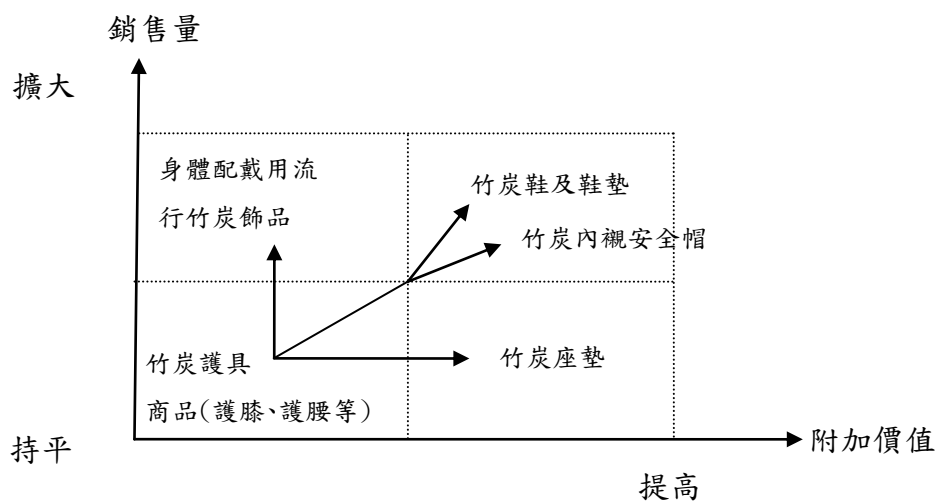 銷售量
擴大
身體配戴用流
行竹炭飾品
竹炭鞋及鞋墊
竹炭內襯安全帽
竹炭護具
商品(護膝、護腰等)
竹炭座墊
持平
附加價值
提高